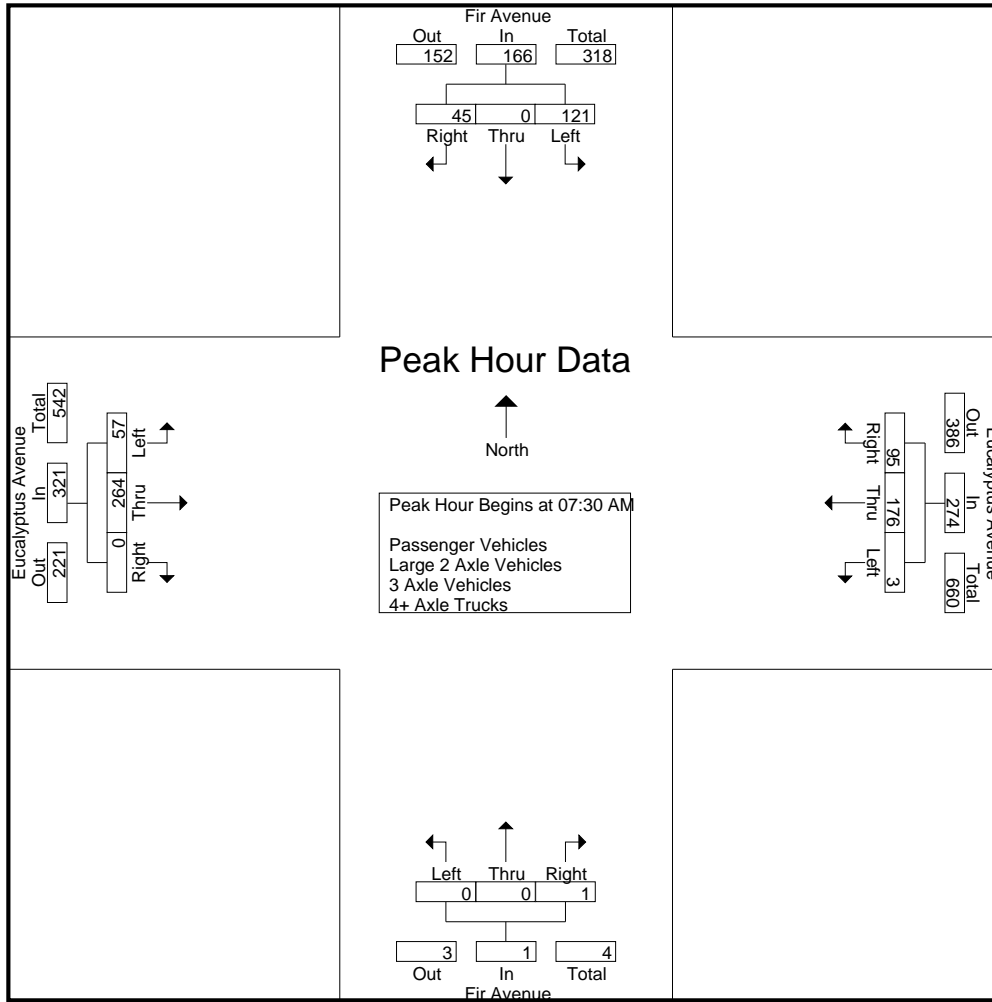 Fir Avenue
Out In Total
152 166 318
45 0 121
Right Thru Left
Peak Hour Data
North
Peak Hour Begins at 07:30 AM
Passenger Vehicles
Large 2 Axle Vehicles
3 Axle Vehicles
4+ Axle Trucks
Eucalyptus Avenue
Out In Total
221 321 542
57 264 0
Left Thru Right
Eucalyptus Avenue
Out In Total
386 274 660
95 176 3
Right Thru Left
Left Thru Right
0 0 1
3 1 4
Out In Total
Fir Avenue